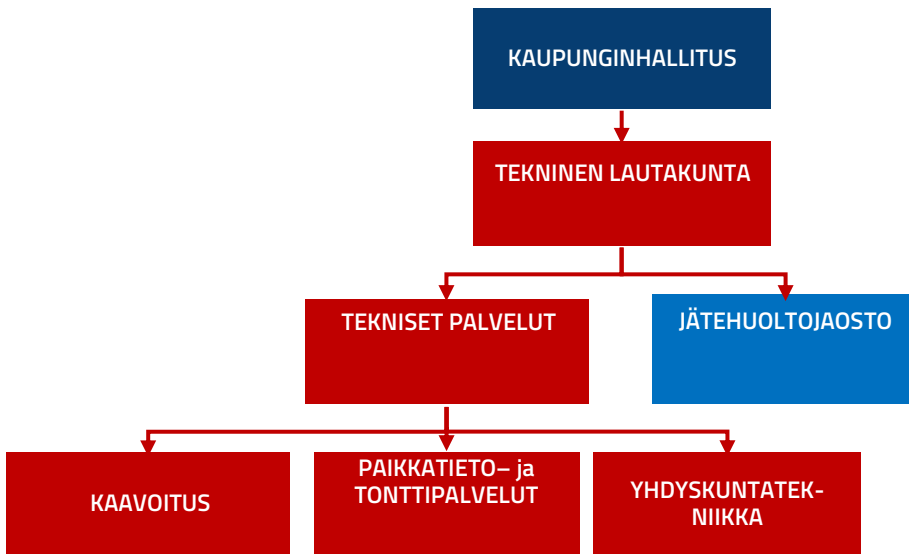 KAUPUNGINHALLITUS
TEKNINEN LAUTAKUNTA
TEKNISET PALVELUT
JÄTEHUOLTOJAOSTO
KAAVOITUS
PAIKKATIETO– ja
TONTTIPALVELUT
YHDYSKUNTATEK-
NIIKKA